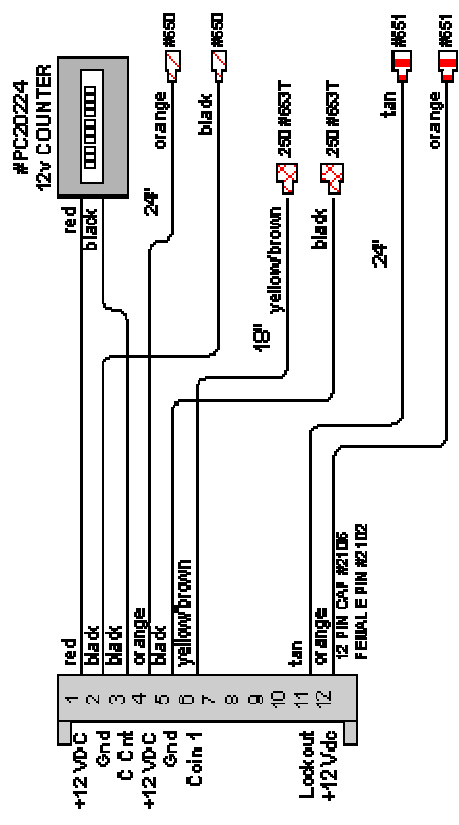 #PC20224
12v COUNTER
red
black
orange
#650
black
#650
24"
yellow/brown
.250 #653T
black
.250 #653T
18"
tan
#651
orange
#651
24"
red
black
black
orange
black
yellow/brown
tan
orange
12 PIN CAP #2106
FEMALE PIN #2102
1
2
3
4
5
6
7
8
9
10
11
12
+12 VDC
Gnd
C Cnt
+12 VDC
Gnd
Coin 1
Lockout
+12 Vdc